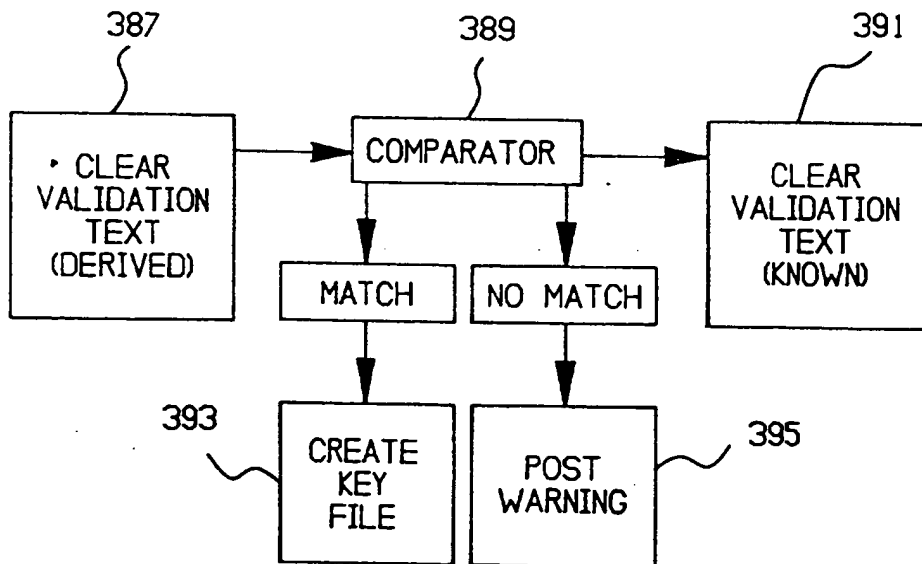 387
389
391
CLEAR
VALIDATION
TEXT
(DERIVED)
COMPARATOR
CLEAR
VALIDATION
TEXT
(KNOWN)
MATCH
NO MATCH
393
CREATE
KEY
FILE
POST
WARNING
395